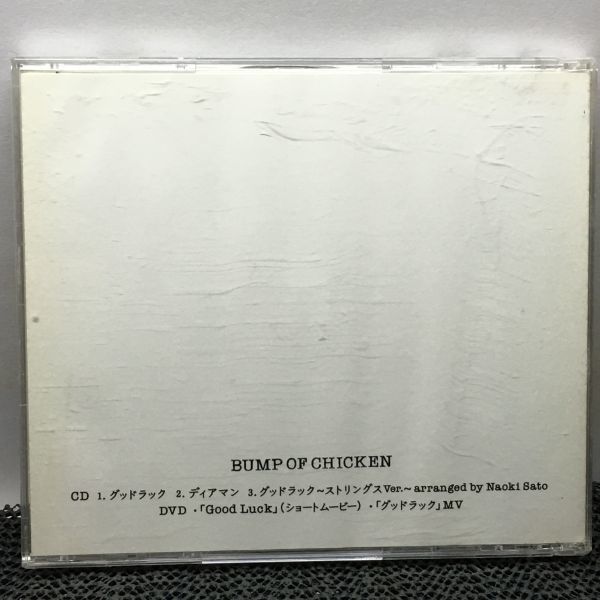 BUMP OF CHICKEN
CD 1. グッドラック 2. ディアマン 3. グッドラック〜ストリングスVer.〜 arranged by Naoki Sato
DVD ・「Good Luck」(ショートムービー) ・「グッドラック」MV